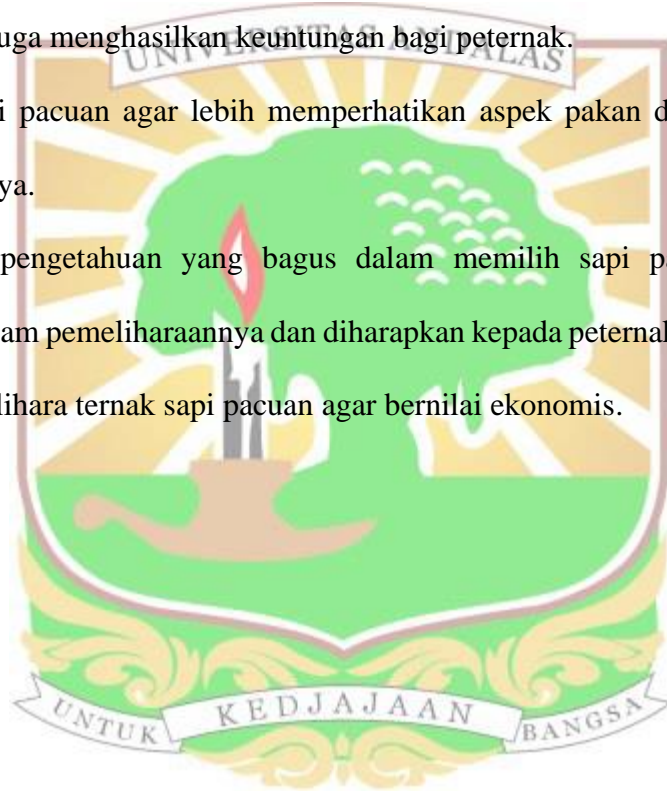 uga menghasilkan keuntungan bagi peternak.
UNIVERSITAS ANDALAS
i pacuan agar lebih memperhatikan aspek pakan d
ya.
pengetahuan yang bagus dalam memilih sapi pa
am pemeliharaannya dan diharapkan kepada peternal
lihara ternak sapi pacuan agar bernilai ekonomis.
UNTUK KEDJAJAAN BANGSA